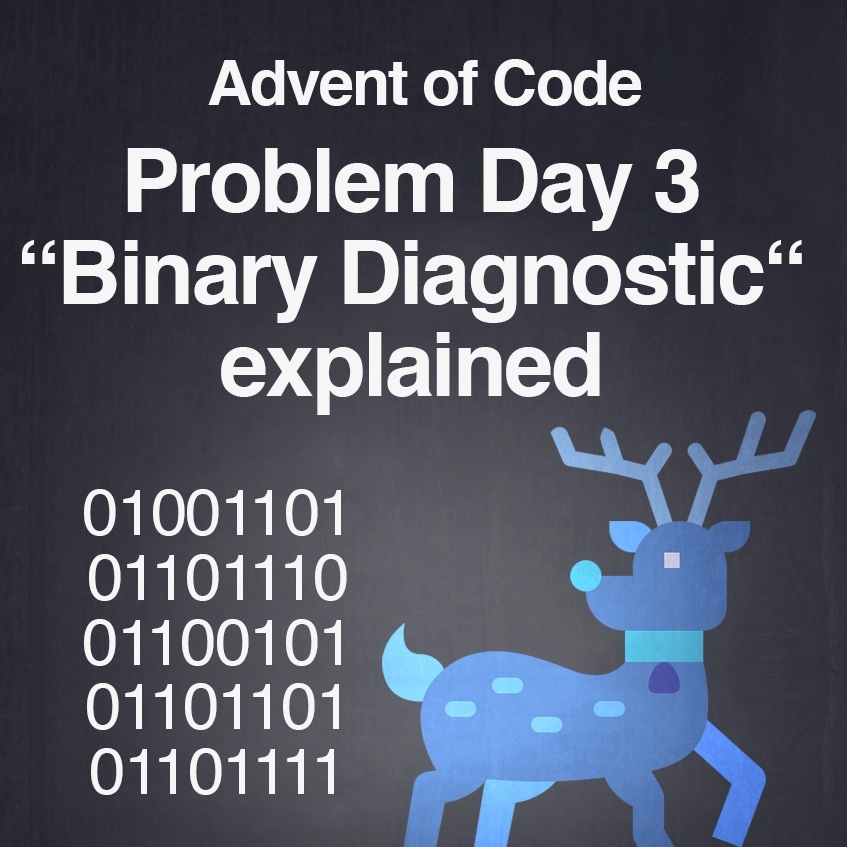 Advent of Code
Problem Day 3
“Binary Diagnostic“
explained
01001101
01101110
01100101
01101101
01101111